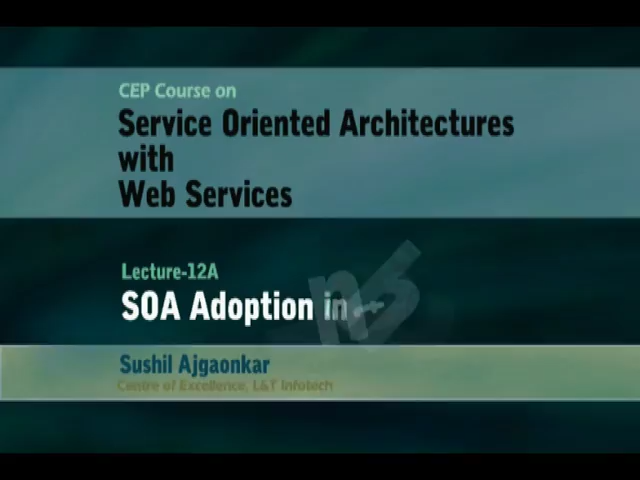 CEP Course on
Service Oriented Architectures
with
Web Services
Lecture-12A
SOA Adoption in
Sushil Ajgaonkar
Centre of Excellence, L&T Infotech